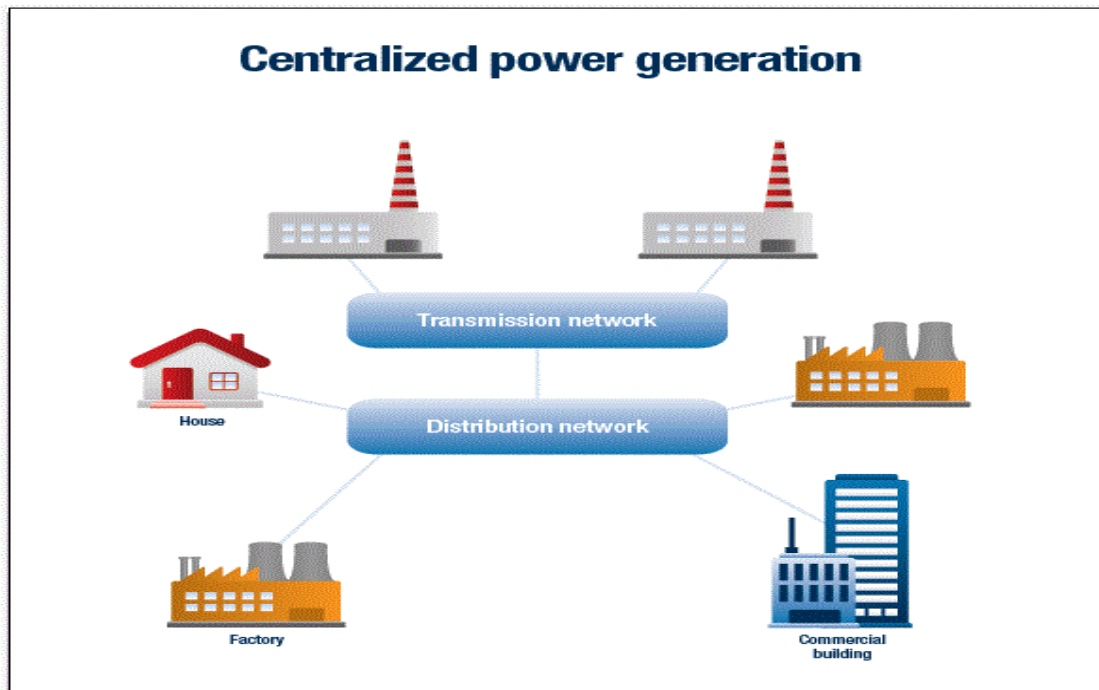 Centralized power generation
Transmission network
House
Distribution network
Factory
Commercial
building